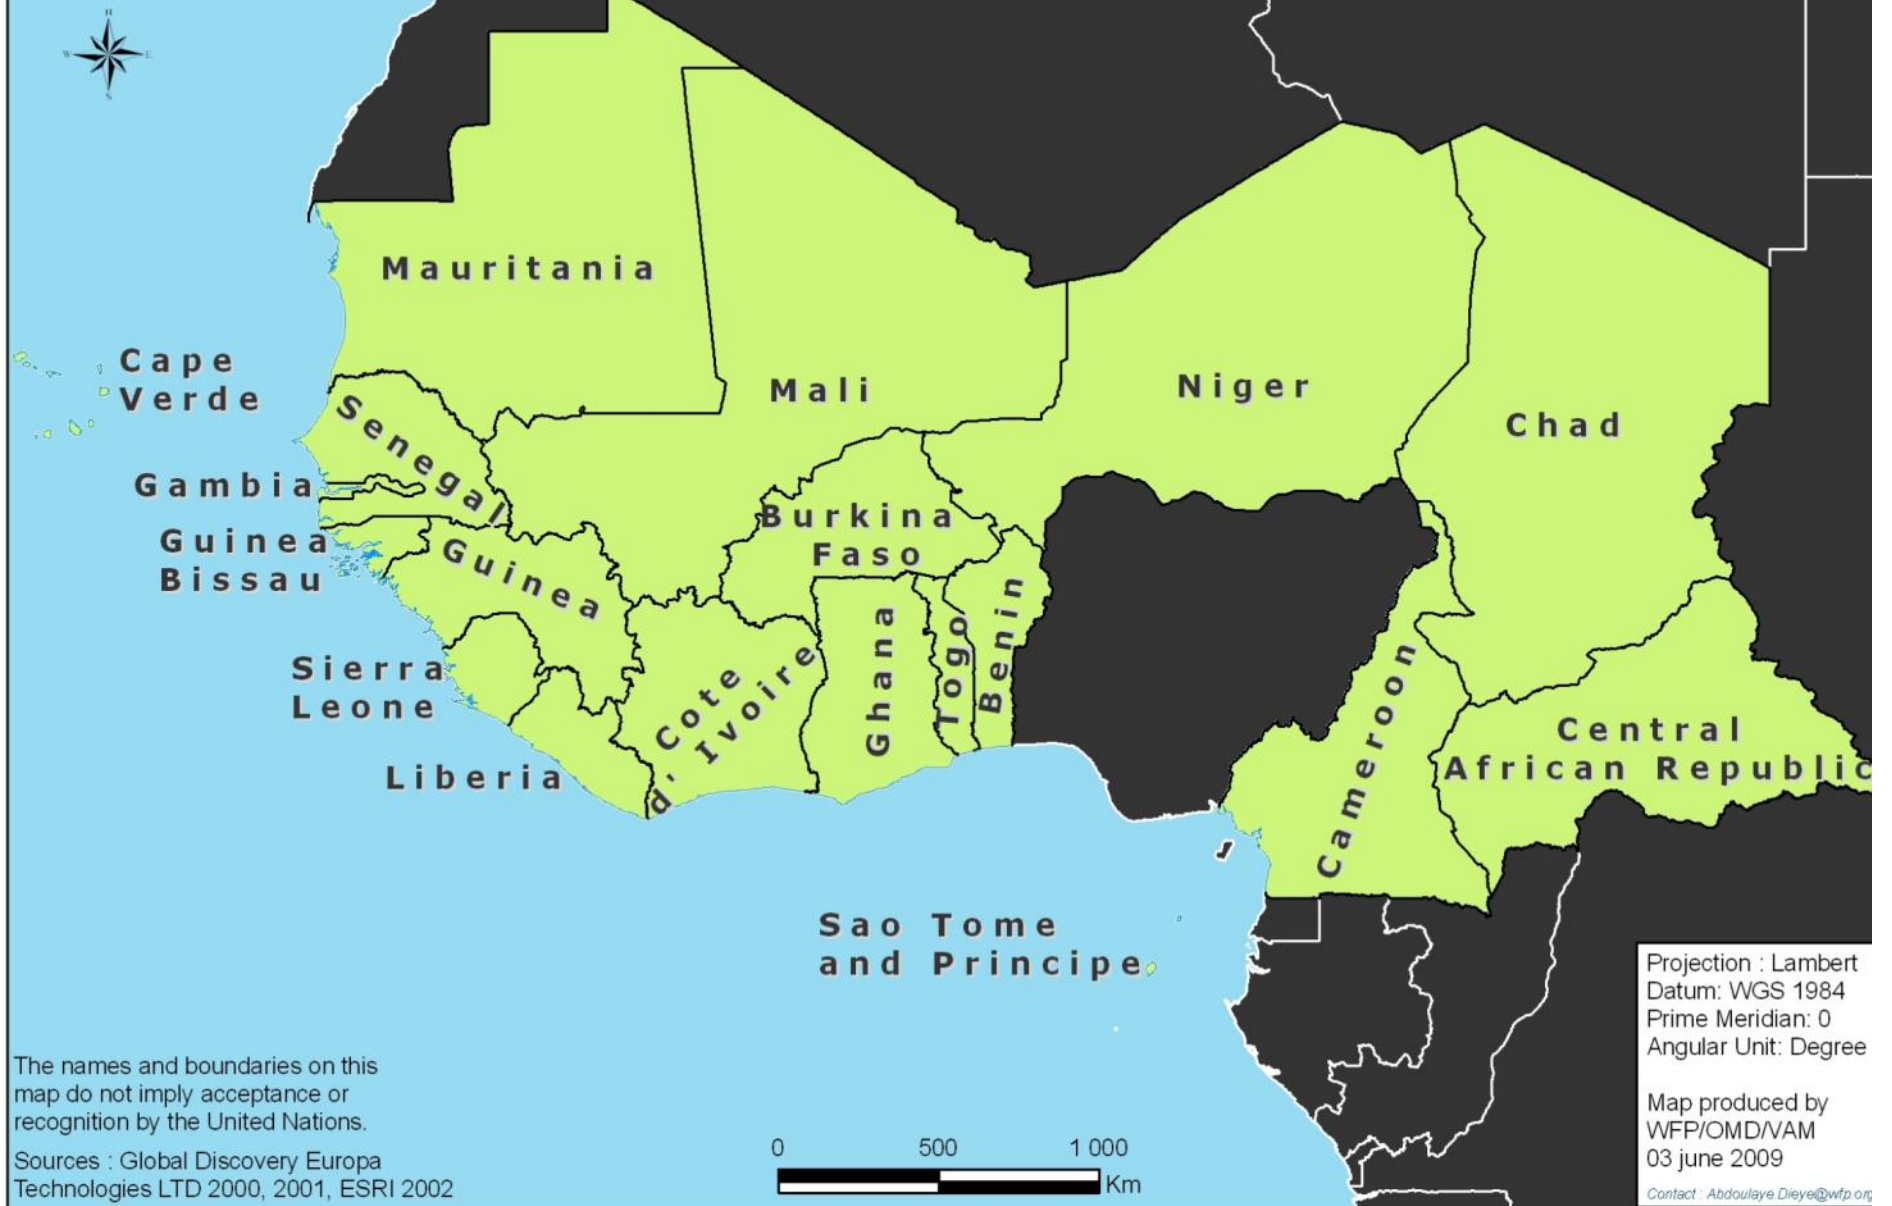 N
W
E
S
Mauritania
Cape
Verde
Mali
Niger
Chad
Senegal
Gambia
Burkina
Faso
Guinea
Bissau
Guinea
Benin
Togo
Ghana
Cote
d' Ivoire
Sierra
Leone
Liberia
Cameroon
Central
African Republic
Sao Tome
and Principe
The names and boundaries on this
map do not imply acceptance or
recognition by the United Nations.
Sources : Global Discovery Europa
Technologies LTD 2000, 2001, ESRI 2002
0 500 1 000
Km
Projection : Lambert
Datum: WGS 1984
Prime Meridian: 0
Angular Unit: Degree
Map produced by
WFP/OMD/VAM
03 june 2009
Contact : Abdoulaye.Dieye@wfp.org